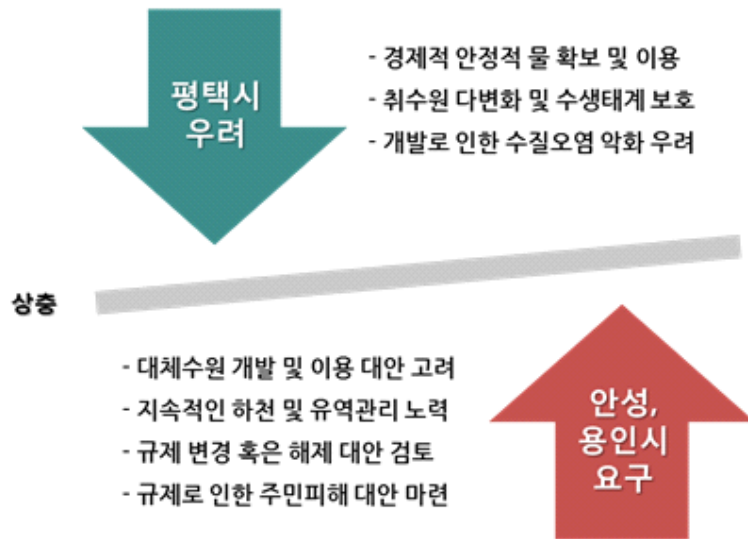 평택시
우려
- 경제적 안정적 물 확보 및 이용
- 취수원 다변화 및 수생태계 보호
- 개발로 인한 수질오염 악화 우려
상충
- 대체수원 개발 및 이용 대안 고려
- 지속적인 하천 및 유역관리 노력
- 규제 변경 혹은 해제 대안 검토
- 규제로 인한 주민피해 대안 마련
안성,
용인시
요구